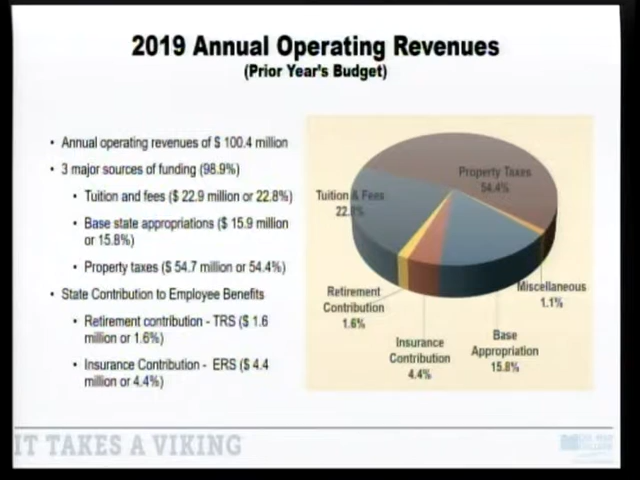 2019 Annual Operating Revenues
(Prior Year's Budget)
• Annual operating revenues of $ 100.4 million
• 3 major sources of funding (98.9%)
• Tuition and fees ($ 22.9 million or 22.8%)
• Base state appropriations ($ 15.9 million
or 15.8%)
• Property taxes ($ 54.7 million or 54.4%)
• State Contribution to Employee Benefits
• Retirement contribution - TRS ($ 1.6
million or 1.6%)
• Insurance Contribution - ERS ($ 4.4
million or 4.4%)
Property Taxes
54.4%
Tuition & Fees
22.8%
Miscellaneous
1.1%
Retirement
Contribution
1.6%
Insurance
Contribution
4.4%
Base
Appropriation
15.8%
IT TAKES A VIKING